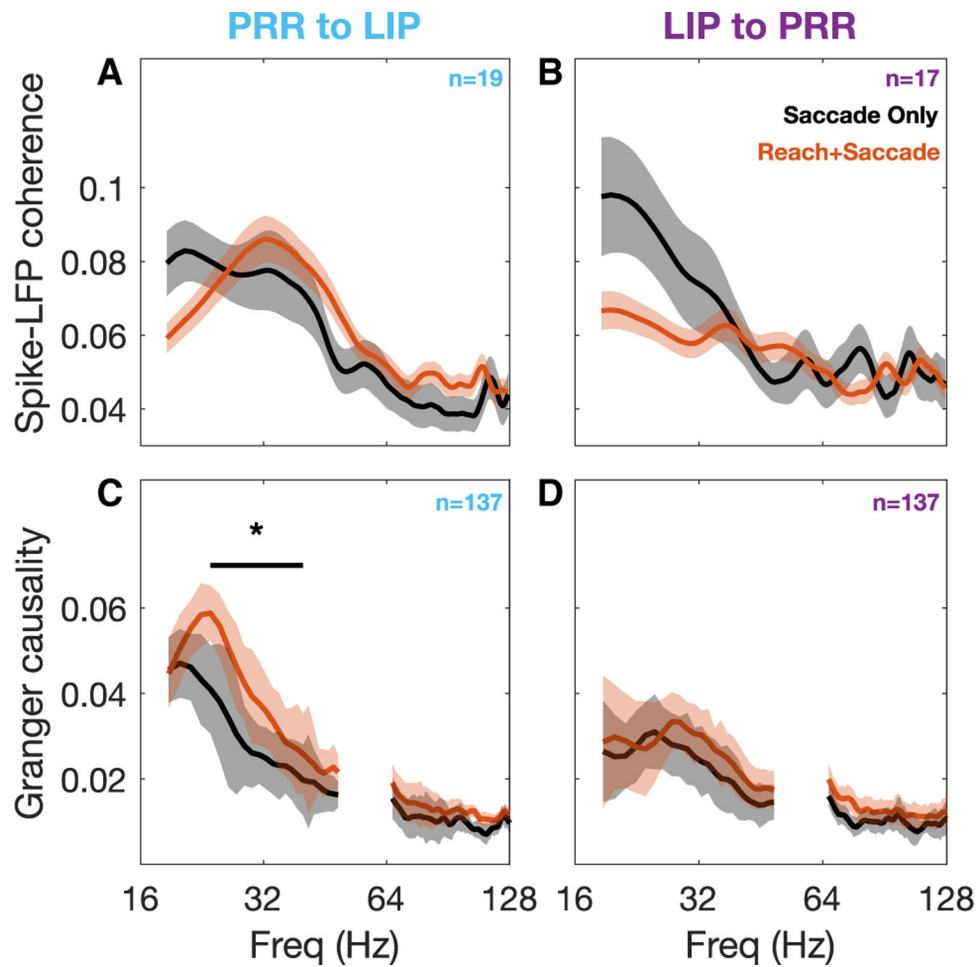 PRR to LIP
LIP to PRR
A
n=19
B
n=17
Saccade Only
Reach+Saccade
Spike-LFP coherence
0.1
0.08
0.06
0.04
C
n=137
D
n=137
*
Granger causality
0.06
0.04
0.02
16
32
64
128
16
32
64
128
Freq (Hz)
Freq (Hz)